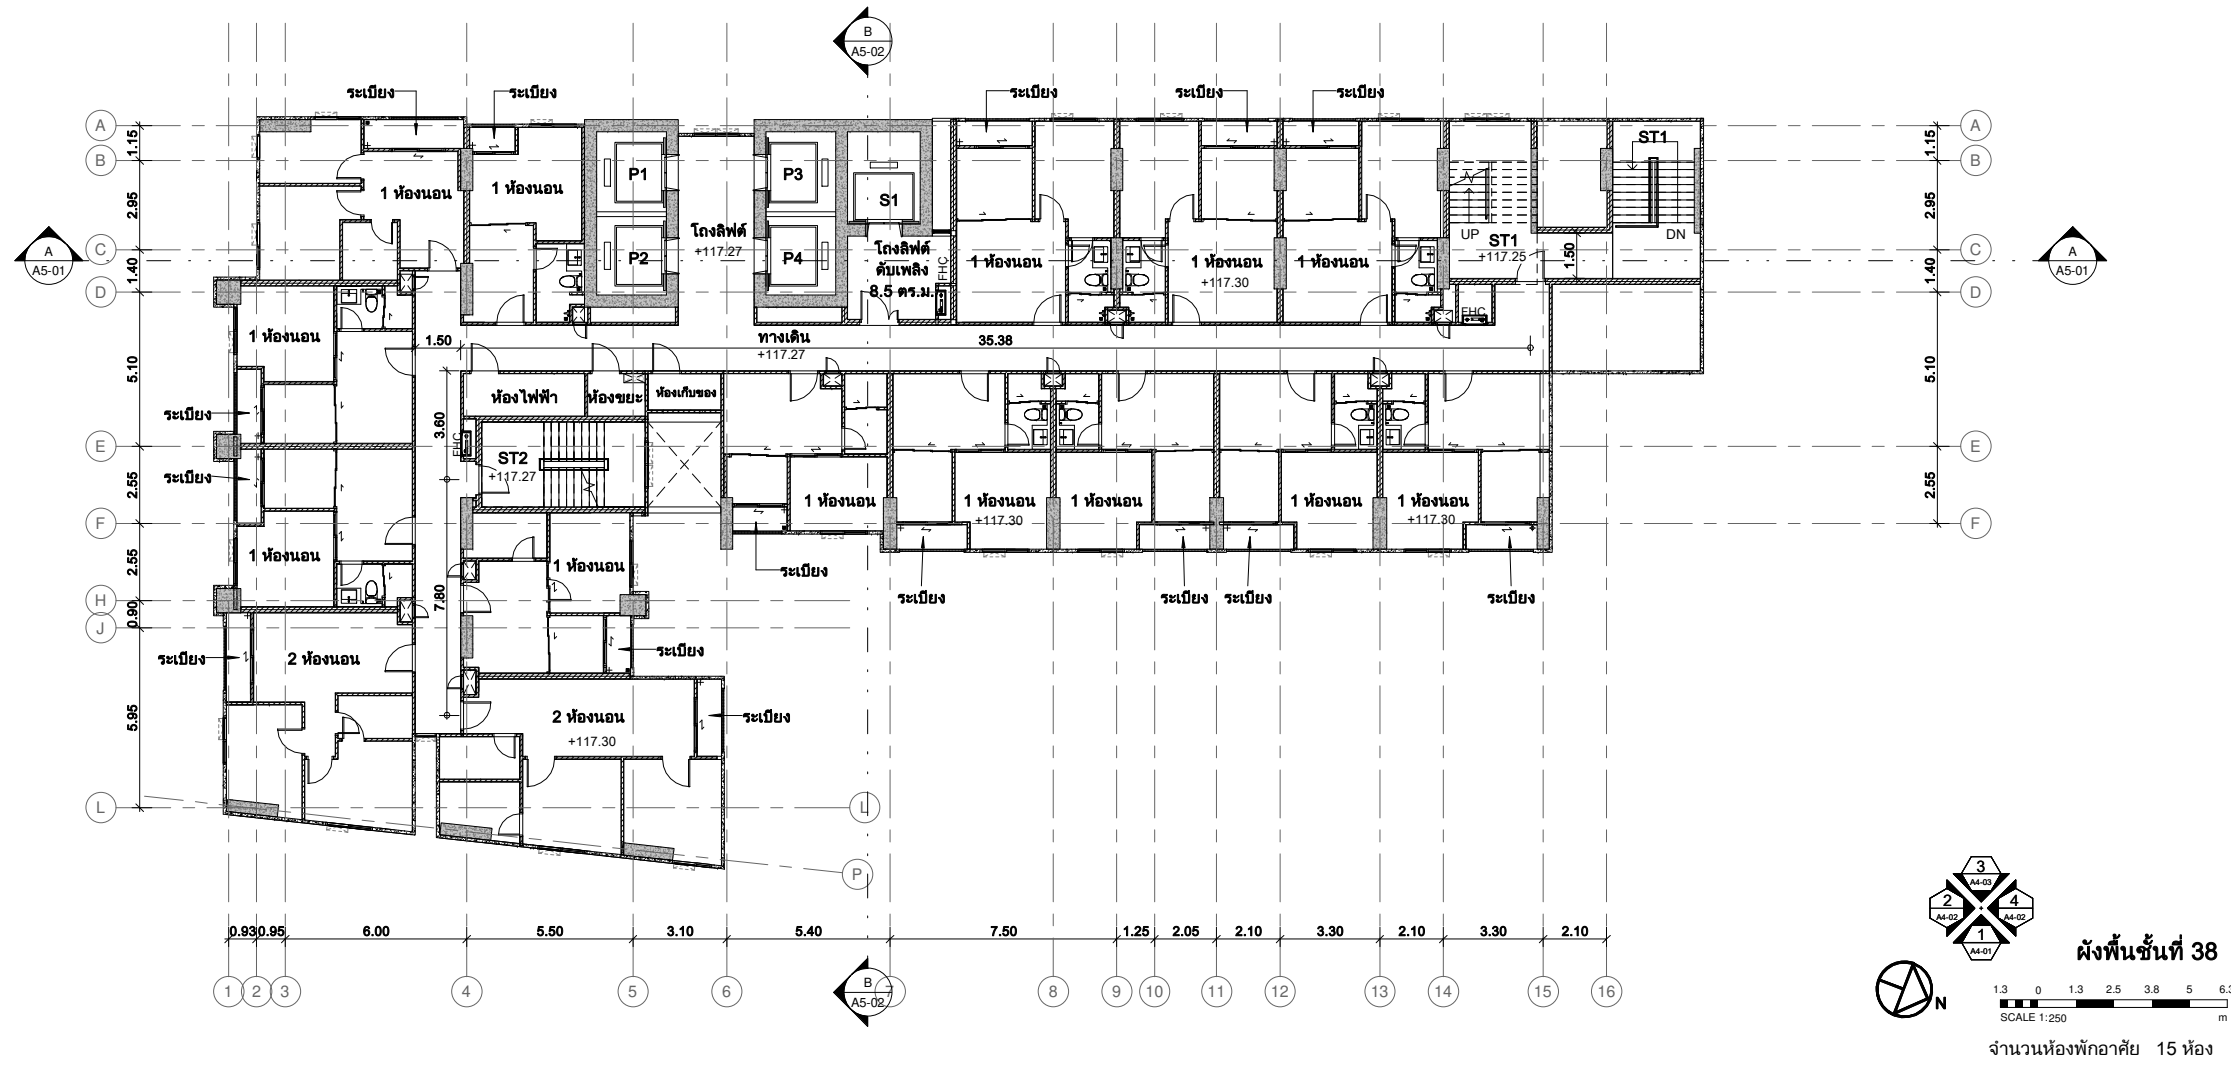 B
A5-02
ระเบียง
ระเบียง
ระเบียง
ระเบียง
ระเบียง
A
B
C
D
E
F
H
J
L
1.15
2.95
1.40
5.10
2.55
2.55
0.90
5.95
A
A5-01
1 ห้องนอน
1 ห้องนอน
P1
P2
P3
P4
S1
โถงลิฟต์
+117.27
โถงลิฟต์
ดับเพลิง
8.5 ตร.ม.
FHC
1 ห้องนอน
1 ห้องนอน
+117.30
1 ห้องนอน
UP
ST1
+117.25
1.50
ST1
DN
FHC
A
B
C
D
E
F
1.15
2.95
1.40
5.10
2.55
A
A5-01
1 ห้องนอน
1.50
ทางเดิน
+117.27
35.38
ระเบียง
ระเบียง
1 ห้องนอน
3.60
7.80
ห้องไฟฟ้า
ห้องขยะ
ห้องเก็บของ
FHC
ST2
+117.27
1 ห้องนอน
1 ห้องนอน
+117.30
1 ห้องนอน
1 ห้องนอน
1 ห้องนอน
+117.30
1 ห้องนอน
ระเบียง
ระเบียง
ระเบียง
ระเบียง
ระเบียง
ระเบียง
2 ห้องนอน
ระเบียง
2 ห้องนอน
+117.30
ระเบียง
L
P
0.93
0.95
6.00
5.50
3.10
5.40
7.50
1.25
2.05
2.10
3.30
2.10
3.30
2.10
1
2
3
4
5
6
7
8
9
10
11
12
13
14
15
16
B
A5-02
3
A4-03
2
A4-02
4
A4-02
1
A4-01
N
ผังพื้นชั้นที่ 38
1.3 0 1.3 2.5 3.8 5 6.3
SCALE 1:250 m
จำนวนห้องพักอาศัย 15 ห้อง